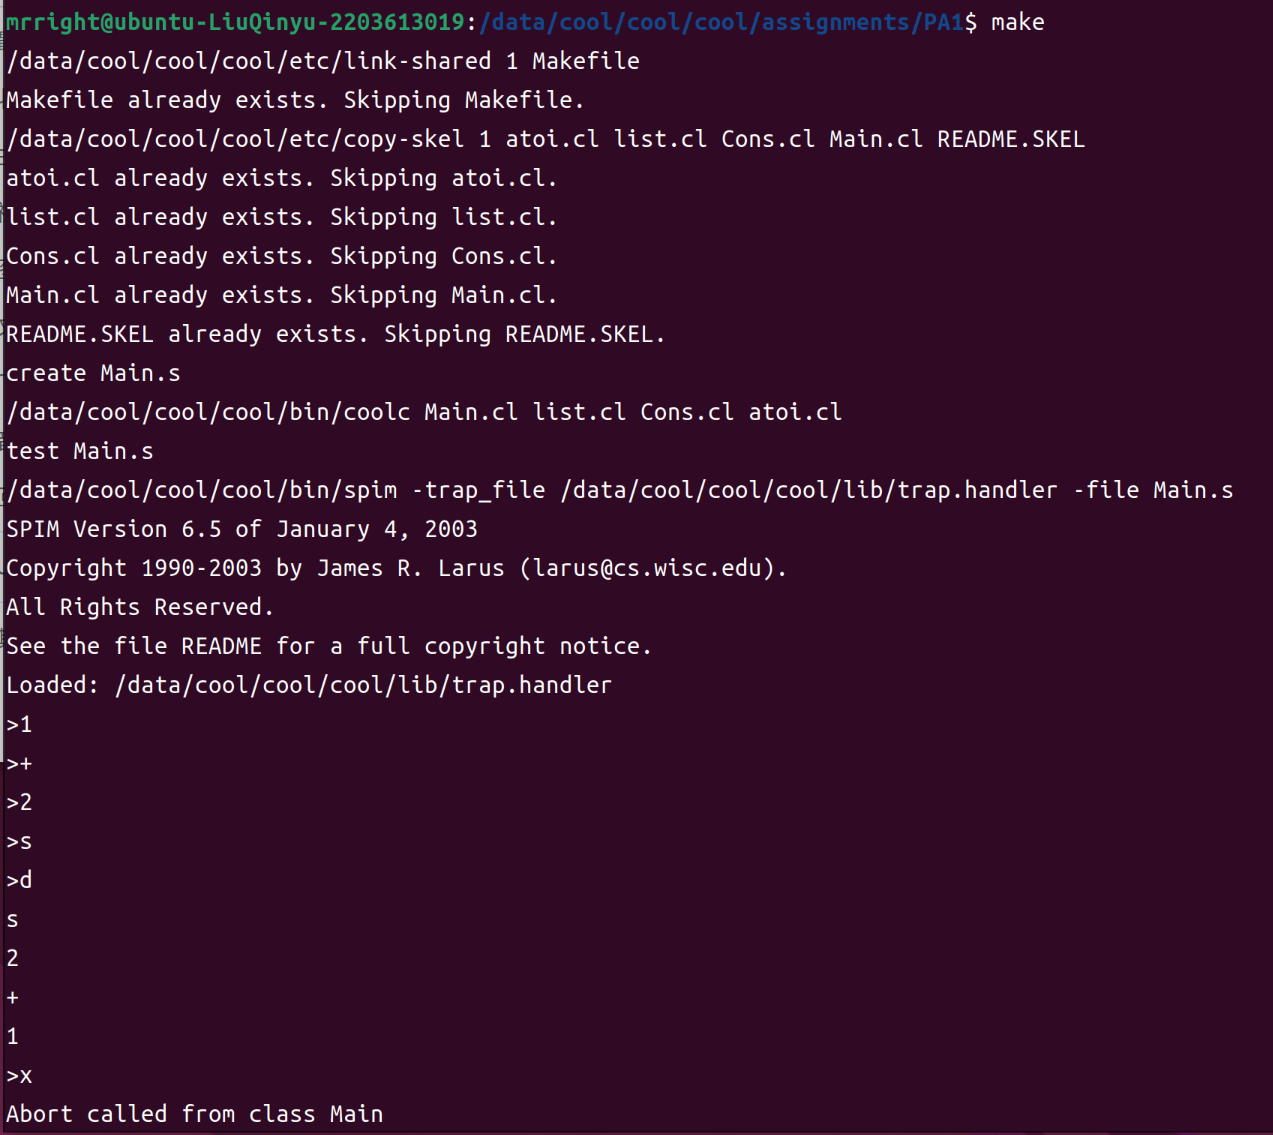 mrright@ubuntu-LiuQinyu-2203613019:/data/cool/cool/cool/assignments/PA1$ make
/data/cool/cool/cool/etc/link-shared 1 Makefile
Makefile already exists. Skipping Makefile.
/data/cool/cool/cool/etc/copy-skel 1 atoi.cl list.cl Cons.cl Main.cl README.SKEL
atoi.cl already exists. Skipping atoi.cl.
list.cl already exists. Skipping list.cl.
Cons.cl already exists. Skipping Cons.cl.
Main.cl already exists. Skipping Main.cl.
README.SKEL already exists. Skipping README.SKEL.
create Main.s
/data/cool/cool/cool/bin/coolc Main.cl list.cl Cons.cl atoi.cl
test Main.s
/data/cool/cool/cool/bin/spim -trap_file /data/cool/cool/cool/lib/trap.handler -file Main.s
SPIM Version 6.5 of January 4, 2003
Copyright 1990-2003 by James R. Larus (larus@cs.wisc.edu).
All Rights Reserved.
See the file README for a full copyright notice.
Loaded: /data/cool/cool/cool/lib/trap.handler
>1
>+
>2
>s
>d
s
2
+
1
>x
Abort called from class Main